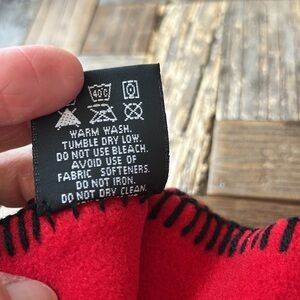 40°C
WARM WASH.
TUMBLE DRY LOW.
DO NOT USE BLEACH.
AVOID USE OF
FABRIC SOFTENERS.
DO NOT IRON.
DO NOT DRY CLEAN.